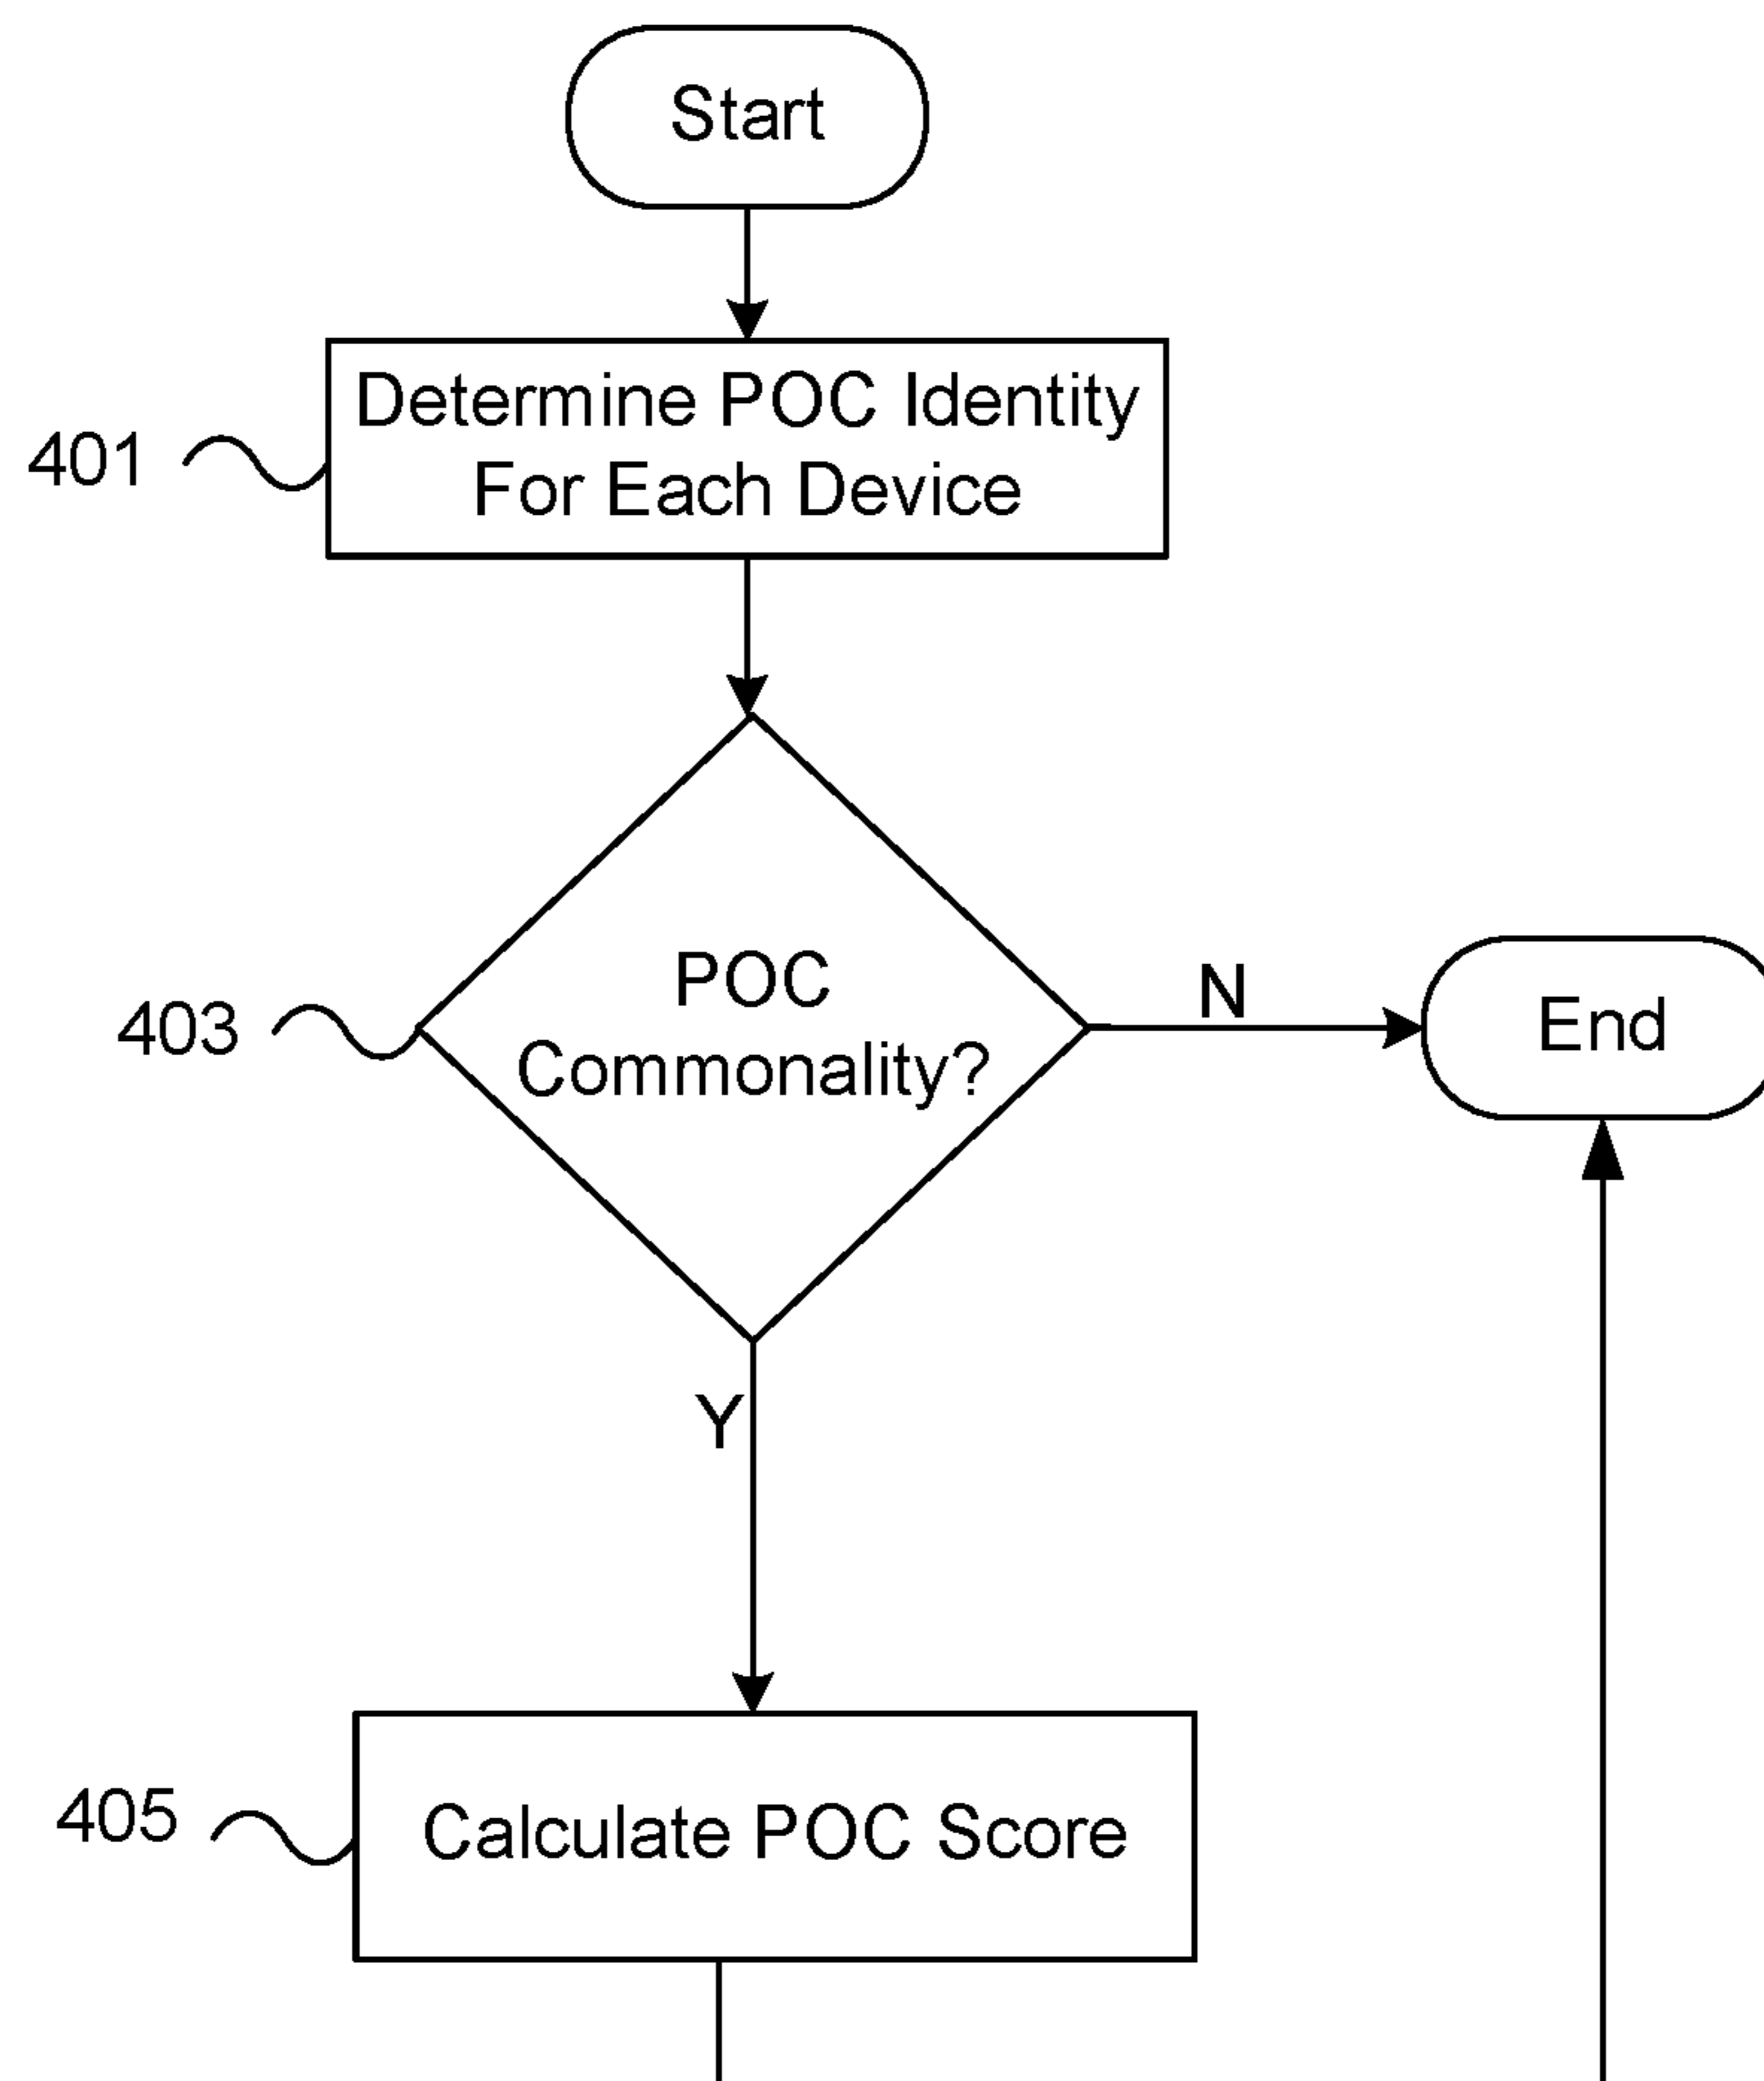 Start
401
Determine POC Identity
For Each Device
403
POC
Commonality?
N
End
Y
405
Calculate POC Score